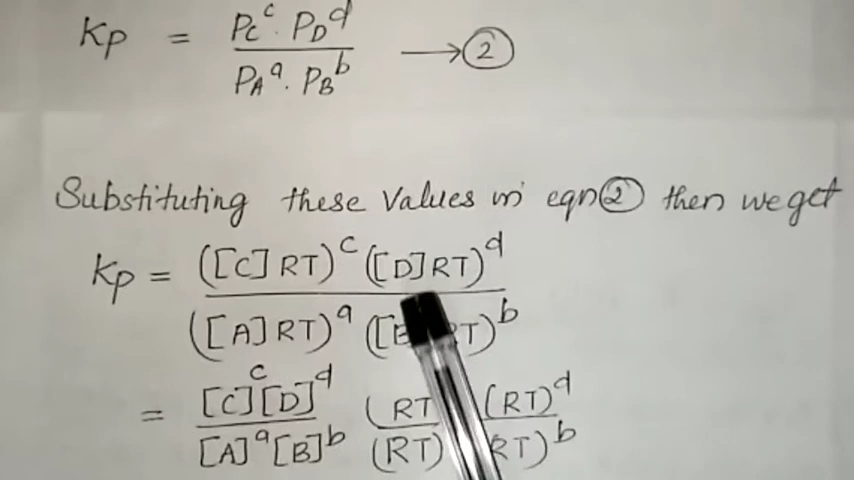 Kp = PC^c · PD^d / PA^a · PB^b → ②
Substituting these values in eqn② then we get
Kp = ([C] RT)^c ([D] RT)^d / ([A] RT)^a ([B RT)^b
= [C]^c [D]^d / [A]^a [B]^b (RT (RT)^d / (RT) RT)^b